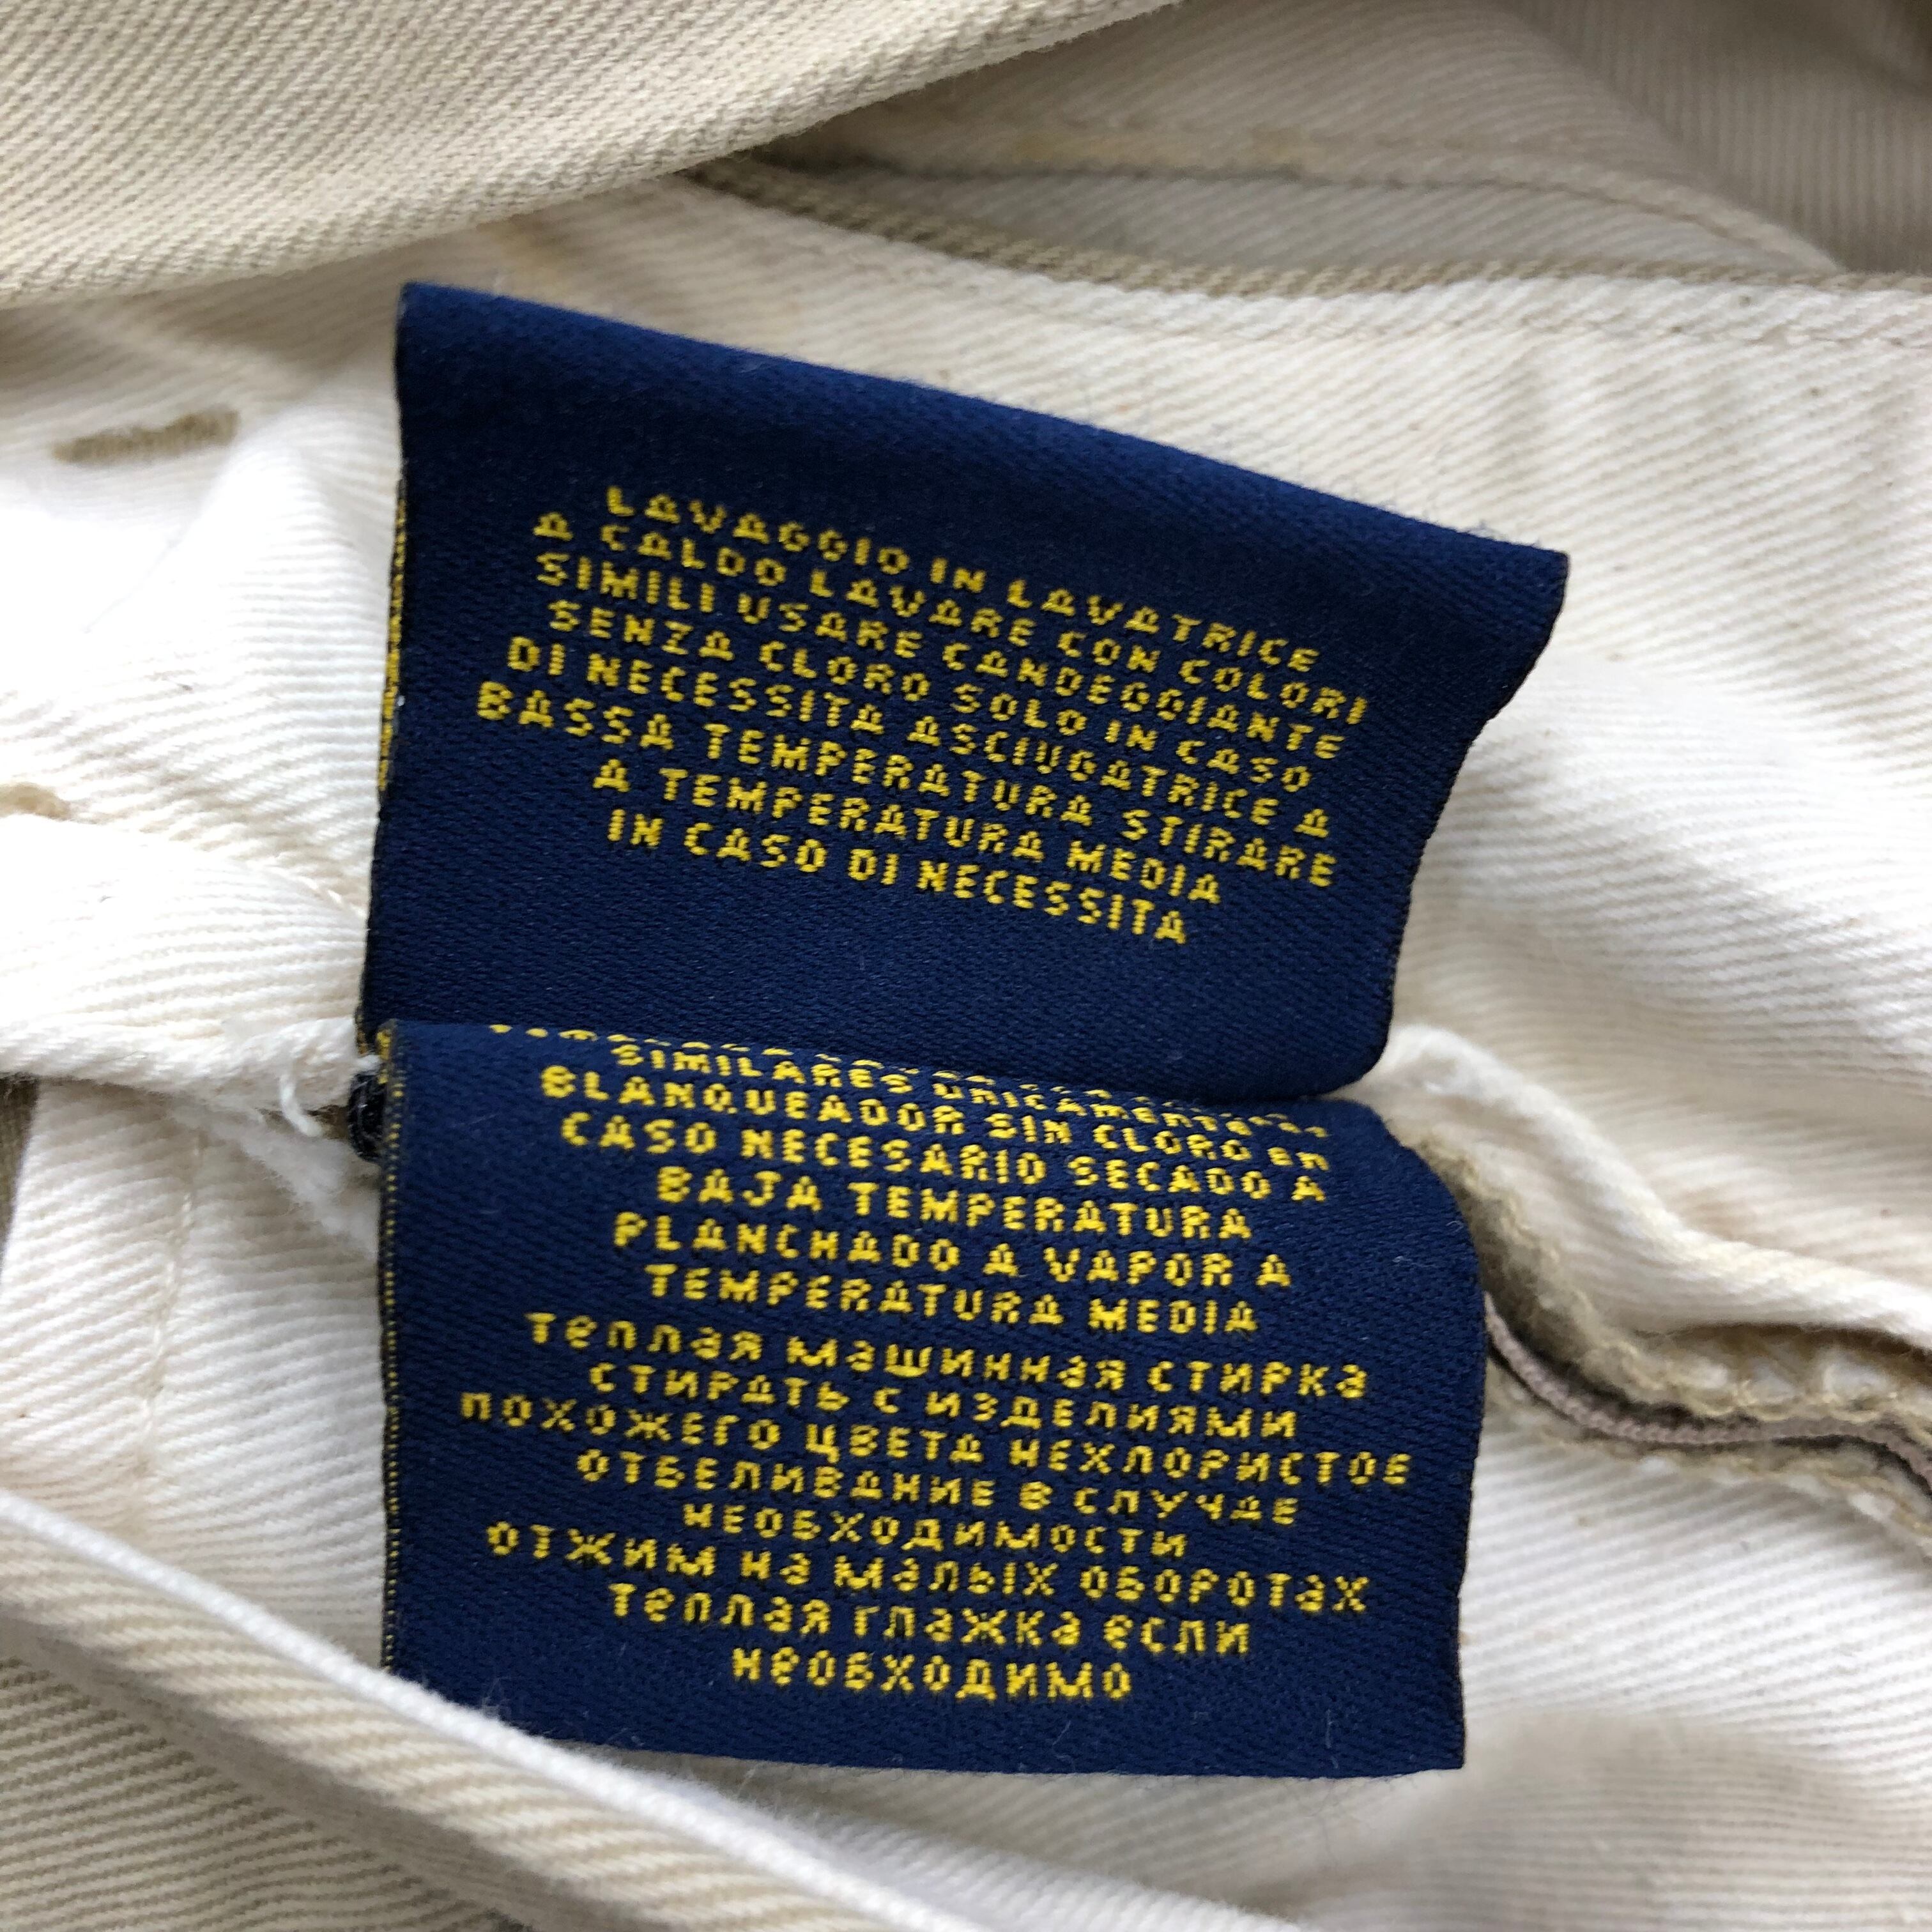 LAVAGGIO IN LAVATRICE
A CALDO LAVARE CON COLORI
SIMILI USARE CANDEGGIANTE
SENZA CLORO SOLO IN CASO
DI NECESSITA ASCIUGATRICE A
BASSA TEMPERATURA STIRARE
A TEMPERATURA MEDIA
IN CASO DI NECESSITA
SIMILARES UNICAMENTE
BLANQUEADOR SIN CLORO en
CASO NECESARIO SECADO A
BAJA TEMPERATURA
PLANCHADO A VAPOR A
TEMPERATURA MEDIA
теплая машинная стирка
СТИРАТЬ С ИЗДЕЛИЯМИ
ПОХОЖЕГО ЦВЕТА НЕХЛОРИСТОЕ
ОТБЕЛИВАНИЕ В СЛУЧАЕ
НЕОБХОДИМОСТИ
ОТЖИМ на малых ОБОРОТАХ
теплая глажка если
неОБХОДИМО